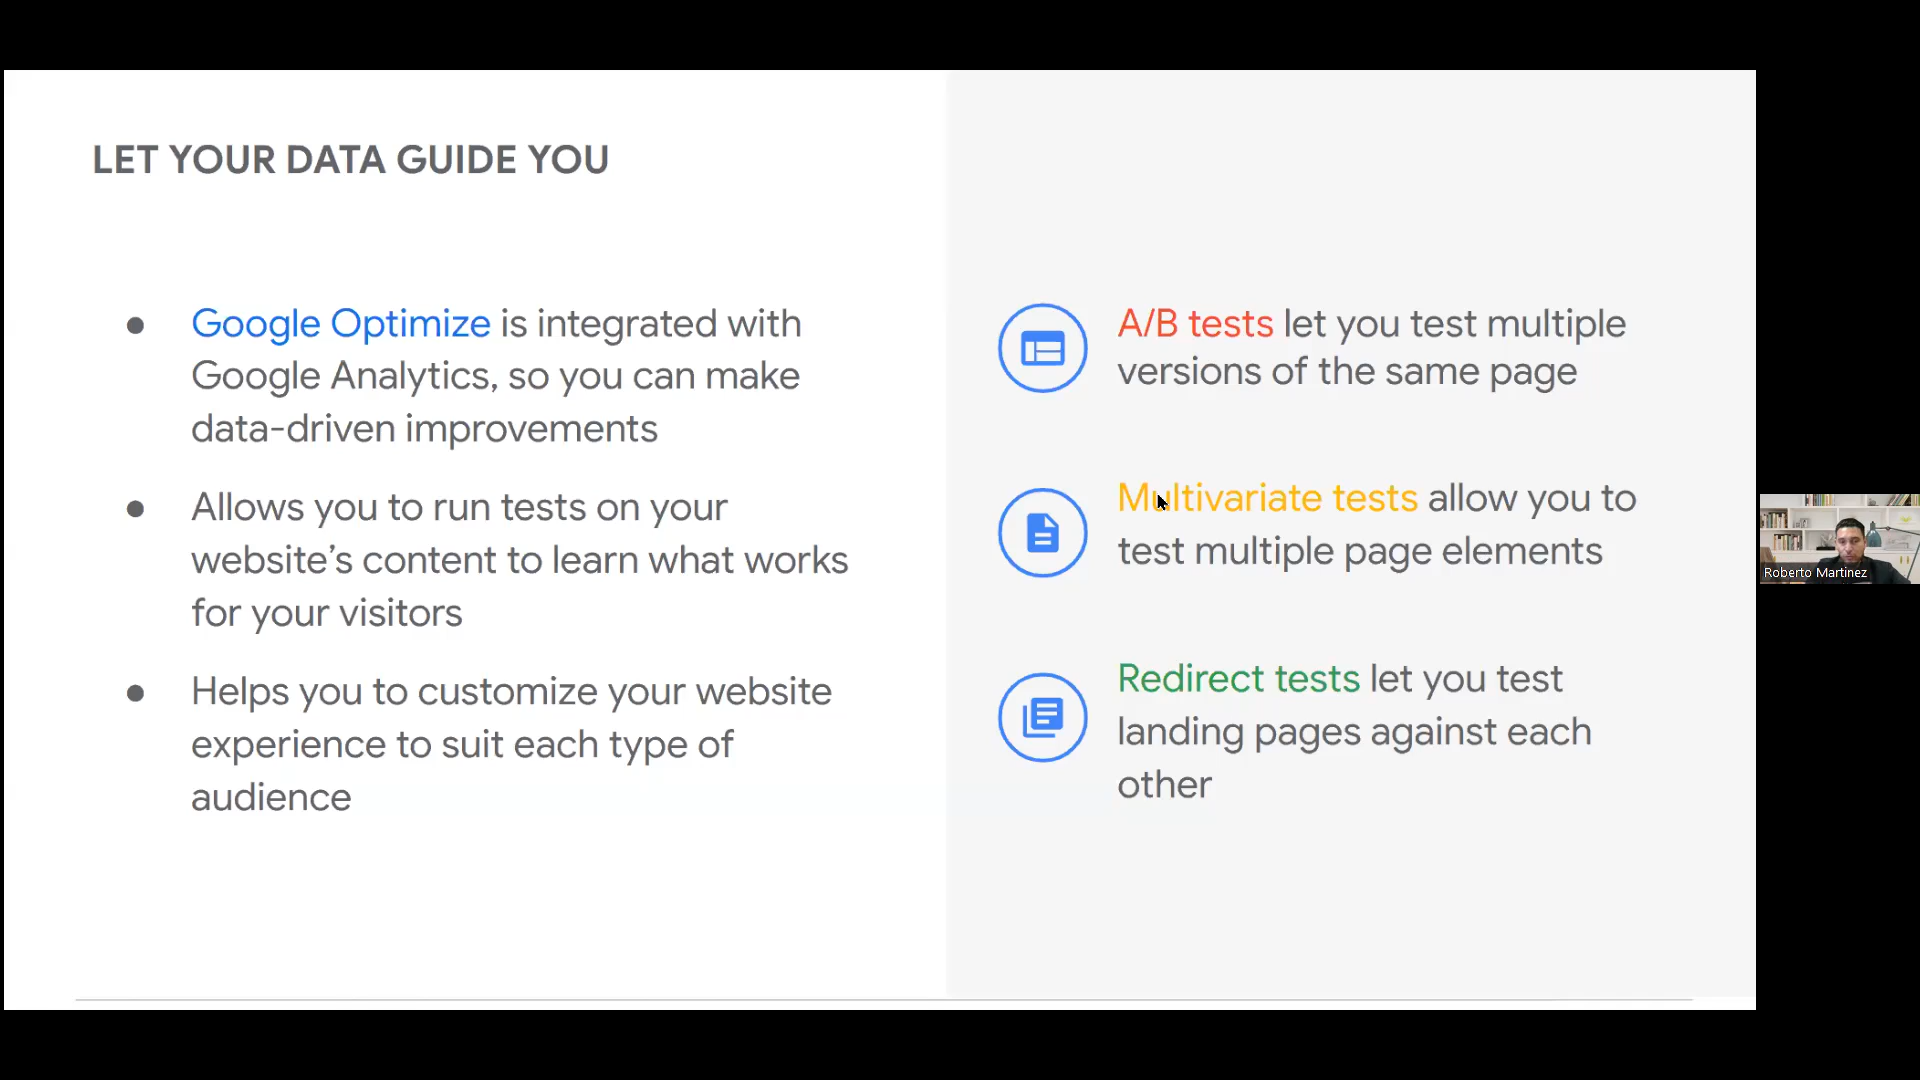 LET YOUR DATA GUIDE YOU
● Google Optimize is integrated with
Google Analytics, so you can make
data-driven improvements
● Allows you to run tests on your
website’s content to learn what works
for your visitors
● Helps you to customize your website
experience to suit each type of
audience
A/B tests let you test multiple
versions of the same page
Multivariate tests allow you to
test multiple page elements
Redirect tests let you test
landing pages against each
other
Roberto Martinez